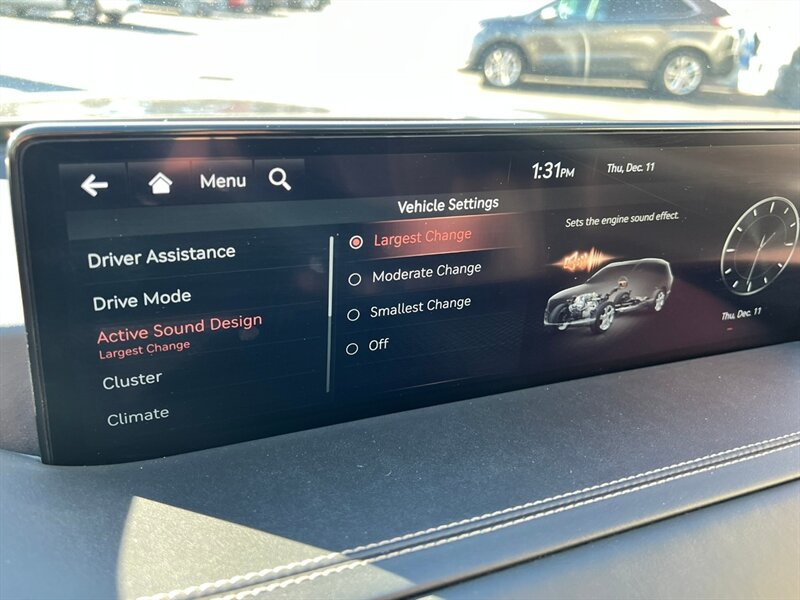 Menu
1:31PM
Thu, Dec. 11
Vehicle Settings
Driver Assistance
Drive Mode
Active Sound Design
Largest Change
Cluster
Climate
Largest Change
Moderate Change
Smallest Change
Off
Sets the engine sound effect.
Thu, Dec. 11